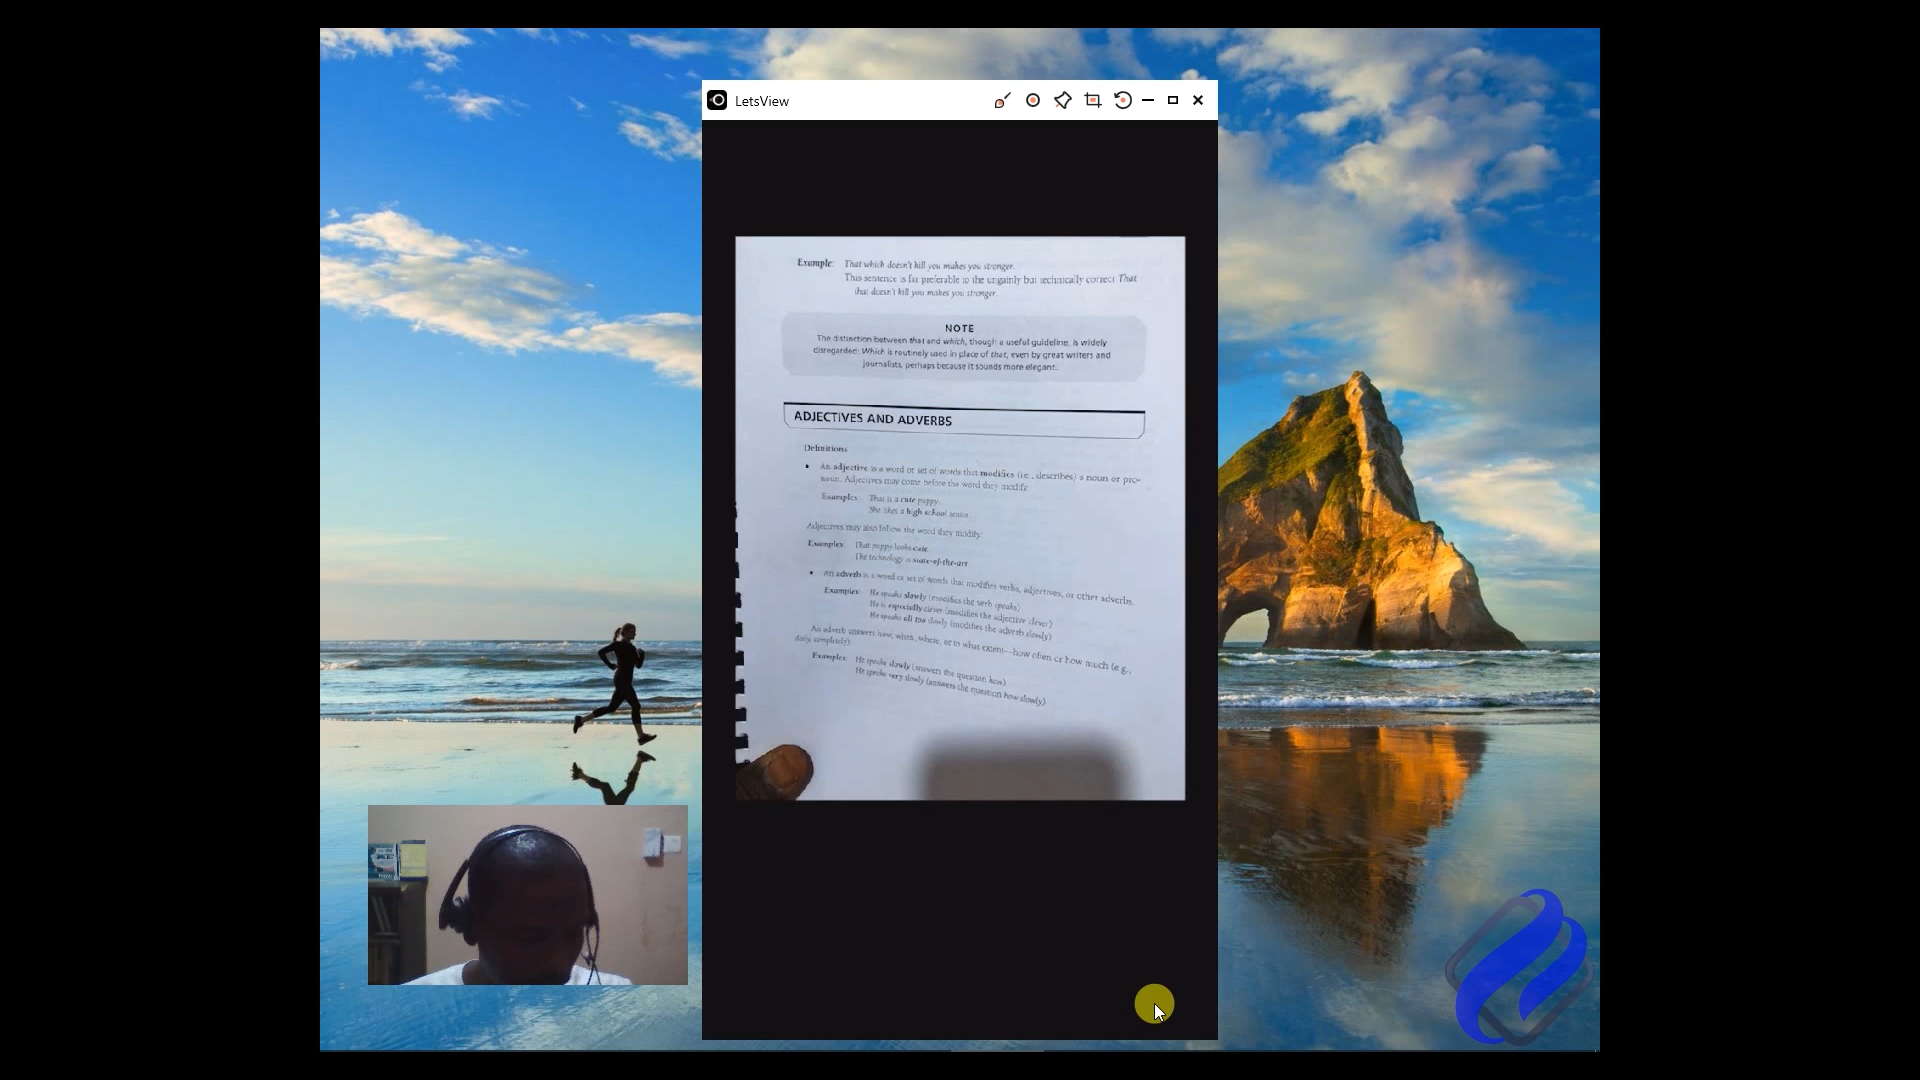 LetsView
Example: That which doesn't kill you makes you stronger.
This sentence is far preferable to the ungainly but technically correct That
that doesn't kill you makes you stronger.
NOTE
The distinction between that and which, though a useful guideline, is widely
disregarded: Which is routinely used in place of that, even by great writers and
journalists, perhaps because it sounds more elegant.
ADJECTIVES AND ADVERBS
Definitions
• An adjective is a word or set of words that modifies (i.e., describes) a noun or pro-
noun. Adjectives may come before the word they modify.
Examples: That is a cute puppy.
She likes a high school senior.
Adjectives may also follow the word they modify:
Examples: That puppy looks cute.
The technology is state-of-the-art.
• An adverb is a word or set of words that modifies verbs, adjectives, or other adverbs.
Examples: He speaks slowly (modifies the verb speaks)
He is especially clever (modifies the adjective clever)
He speaks all too slowly (modifies the adverb slowly)
An adverb answers how, when, where, or to what extent—how often or how much (e.g.,
daily, completely).
Examples: He speaks slowly (answers the question how)
He speaks very slowly (answers the question how slowly)